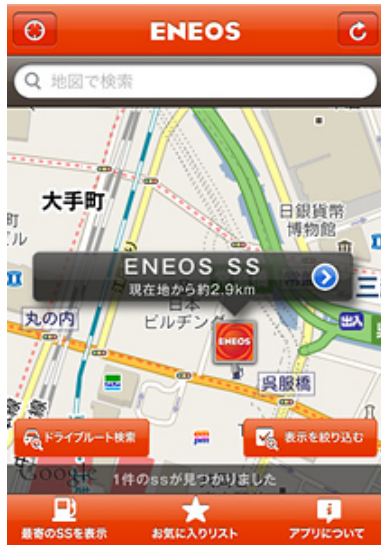 ENEOS
地図で検索
大手町
日銀貨幣
博物館
ENEOS SS
現在地から約2.9km
日本
ビルヂング
丸の内
ENEOS
出入
呉服橋
ドライブルート検索
表示を絞り込む
Google
1件のssが見つかりました
最寄のSSを表示
お気に入りリスト
アプリについて